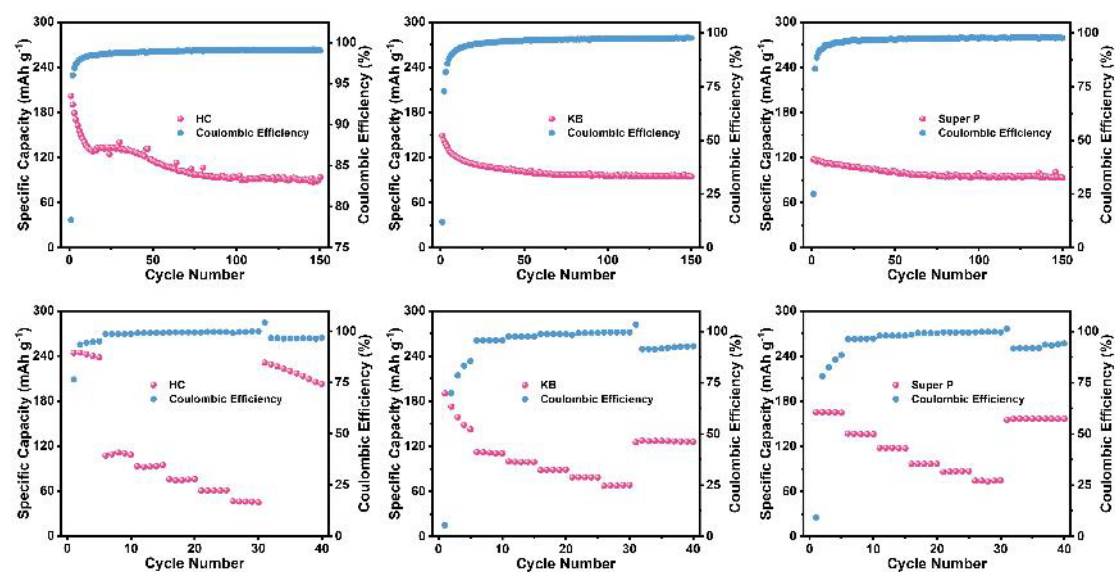 300
240
180
120
60
0
Specific Capacity (mAh g⁻¹)
HC
Coulombic Efficiency
100
95
90
85
80
75
Coulombic Efficiency (%)
0 50 100 150
Cycle Number
300
240
180
120
60
0
Specific Capacity (mAh g⁻¹)
KB
Coulombic Efficiency
100
75
50
25
0
Coulombic Efficiency (%)
0 50 100 150
Cycle Number
300
240
180
120
60
0
Specific Capacity (mAh g⁻¹)
Super P
Coulombic Efficiency
100
75
50
25
0
Coulombic Efficiency (%)
0 50 100 150
Cycle Number
300
240
180
120
60
0
Specific Capacity (mAh g⁻¹)
HC
Coulombic Efficiency
100
75
50
25
0
Coulombic Efficiency (%)
0 10 20 30 40
Cycle Number
300
240
180
120
60
0
Specific Capacity (mAh g⁻¹)
KB
Coulombic Efficiency
100
75
50
25
0
Coulombic Efficiency (%)
0 10 20 30 40
Cycle Number
300
240
180
120
60
0
Specific Capacity (mAh g⁻¹)
Super P
Coulombic Efficiency
100
75
50
25
0
Coulombic Efficiency (%)
0 10 20 30 40
Cycle Number